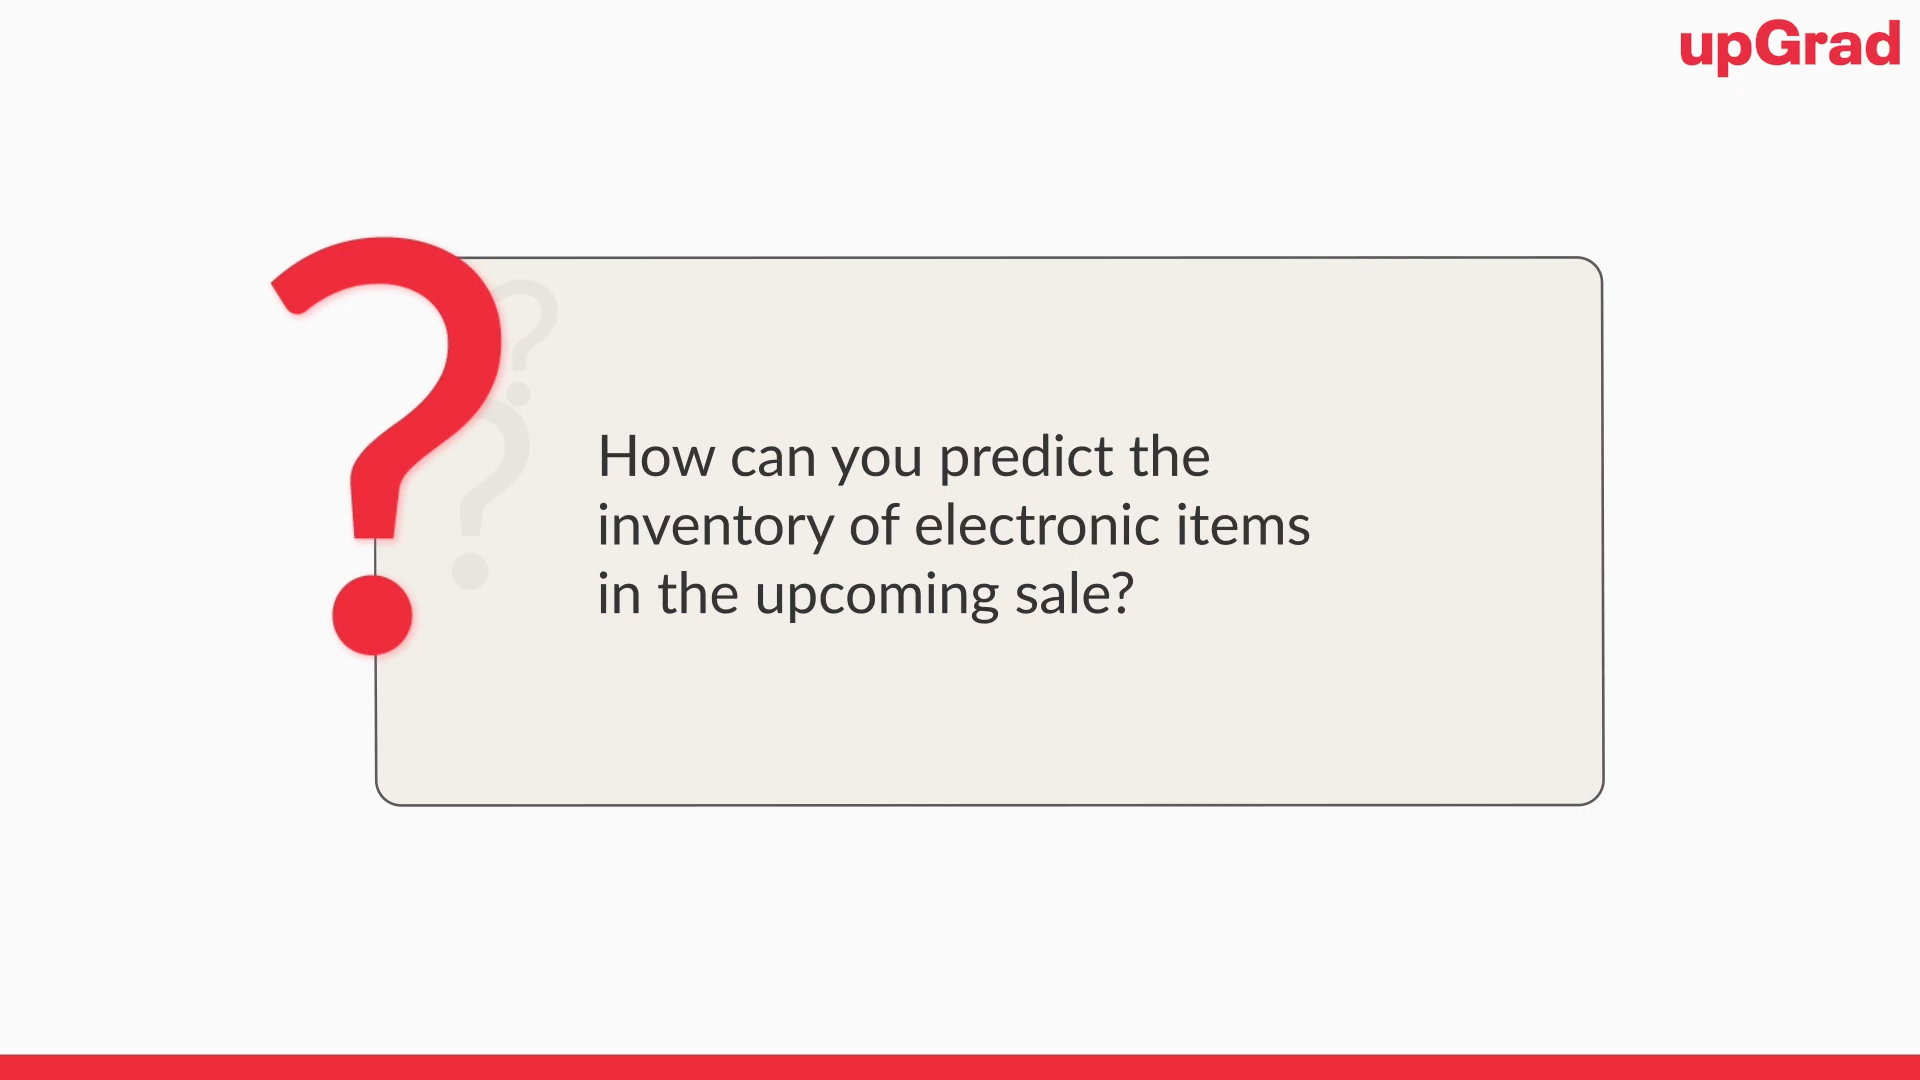 upGrad
How can you predict the
inventory of electronic items
in the upcoming sale?